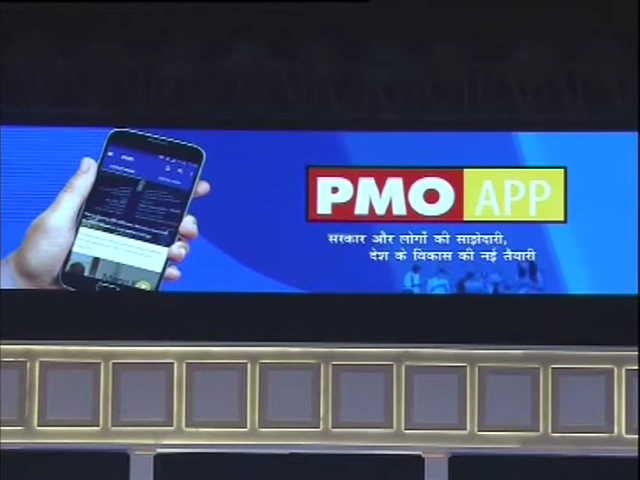 PMO APP
सरकार और लोगों की साझेदारी,
देश के विकास की नई तैयारी